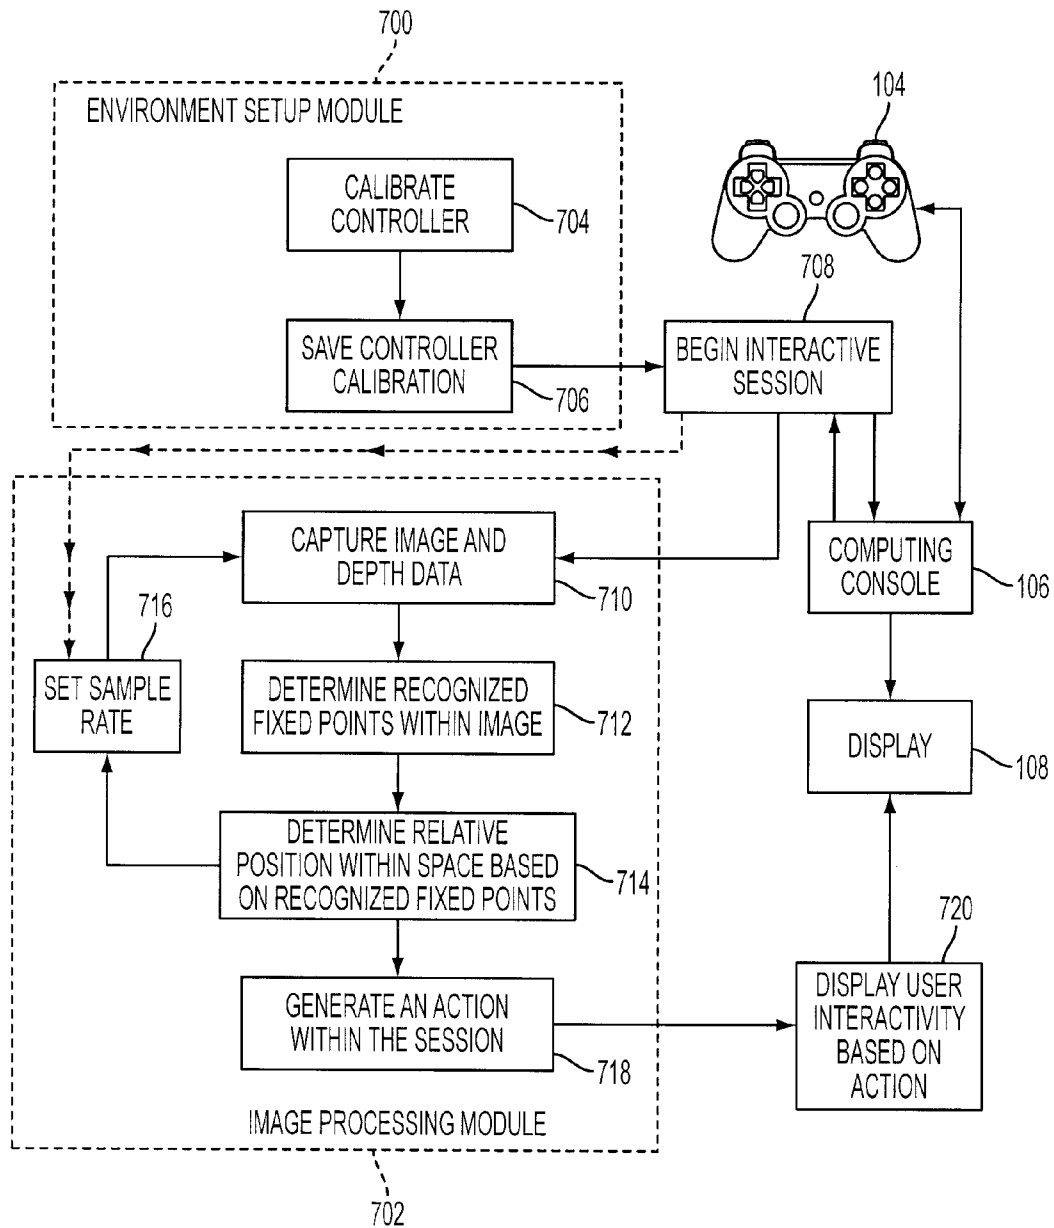 700
ENVIRONMENT SETUP MODULE
104
CALIBRATE
CONTROLLER
704
708
SAVE CONTROLLER
CALIBRATION
706
BEGIN INTERACTIVE
SESSION
CAPTURE IMAGE AND
DEPTH DATA
710
COMPUTING
CONSOLE
106
716
SET SAMPLE
RATE
DETERMINE RECOGNIZED
FIXED POINTS WITHIN IMAGE
712
DISPLAY
108
DETERMINE RELATIVE
POSITION WITHIN SPACE BASED
ON RECOGNIZED FIXED POINTS
714
720
GENERATE AN ACTION
WITHIN THE SESSION
718
DISPLAY USER
INTERACTIVITY
BASED ON
ACTION
IMAGE PROCESSING MODULE
702